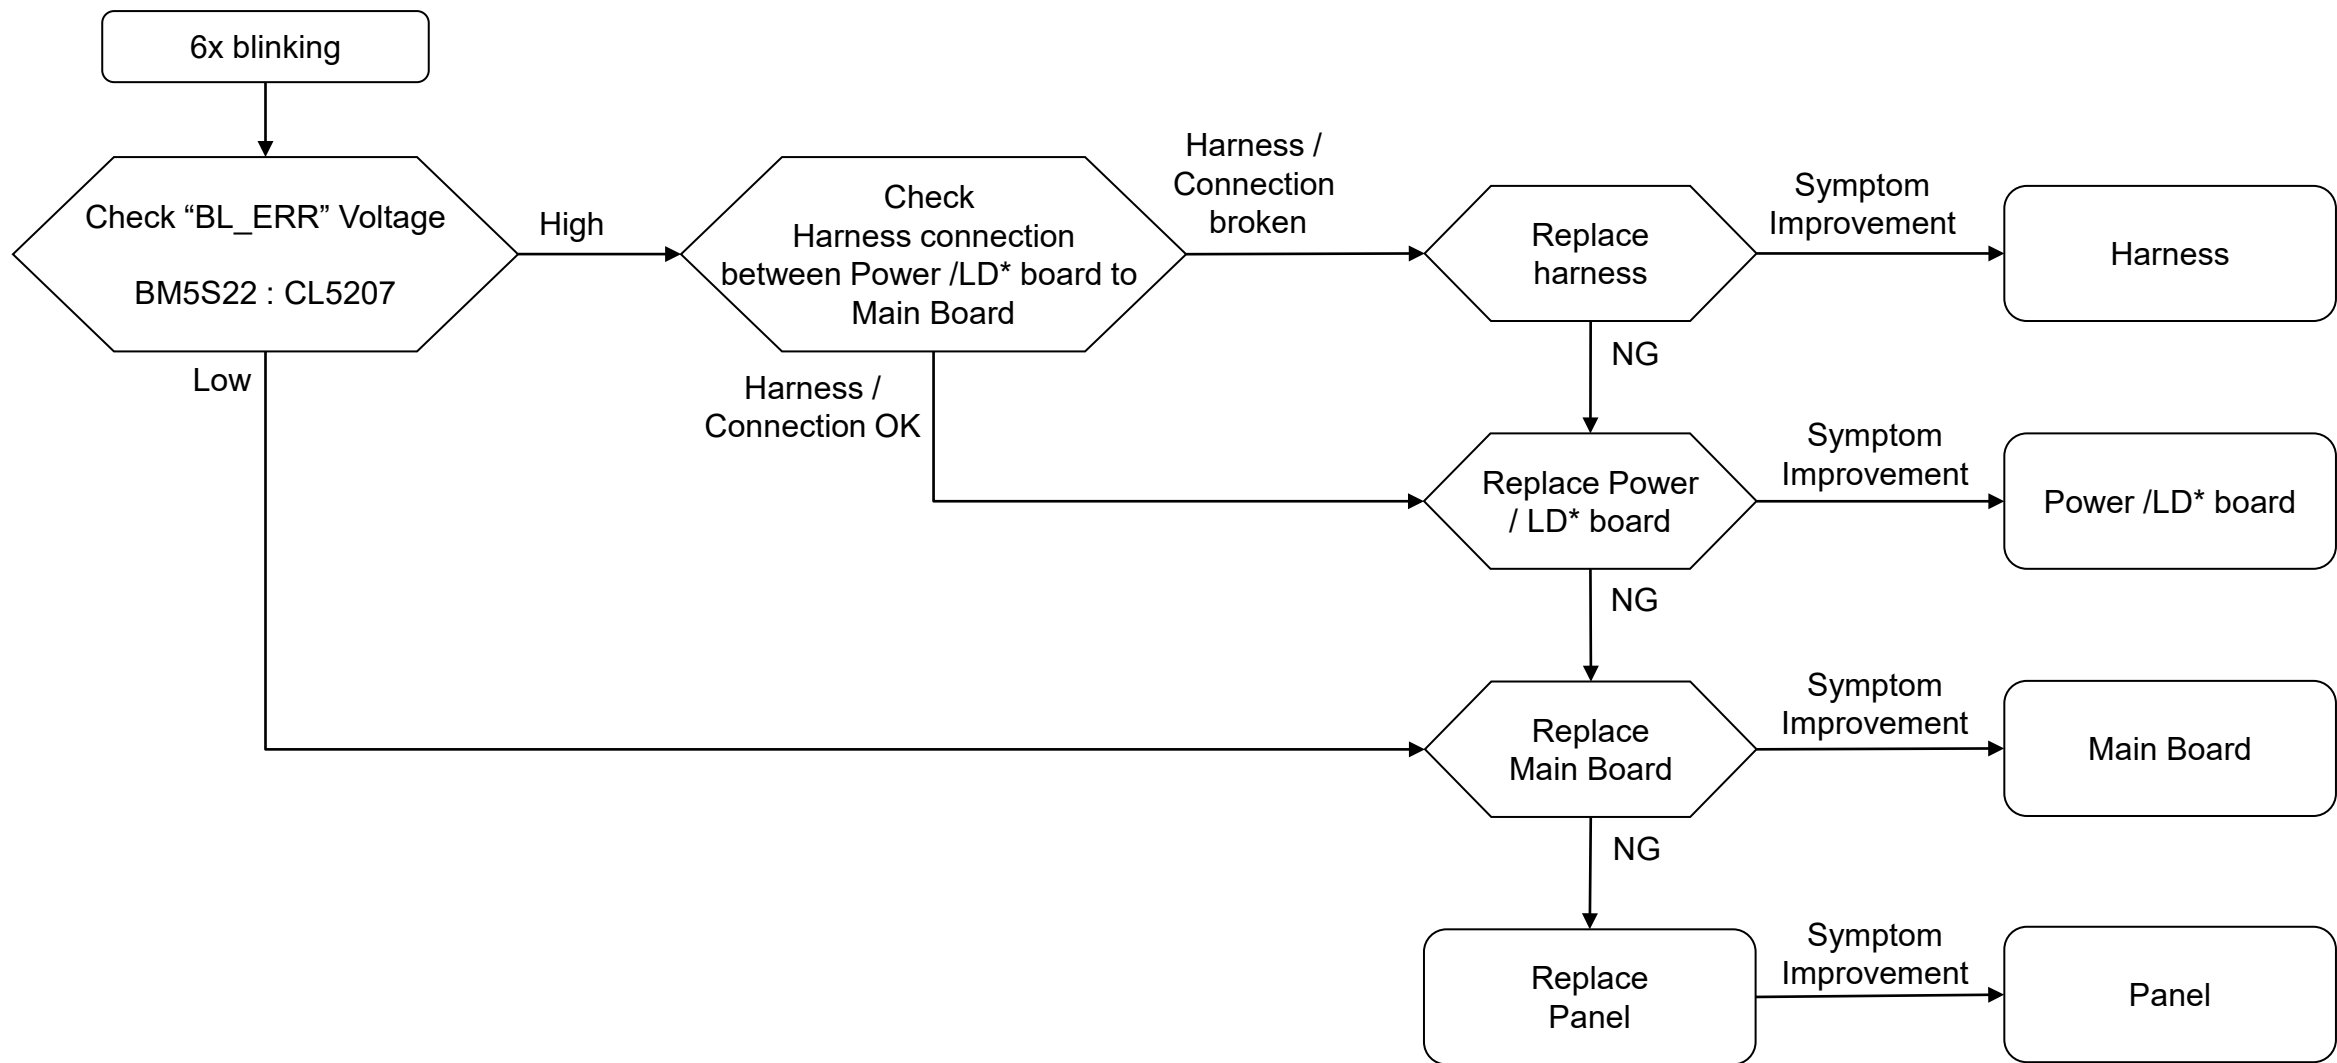 6x blinking
Check “BL_ERR” Voltage
BM5S22 : CL5207
High
Low
Check
Harness connection
between Power /LD* board to
Main Board
Harness /
Connection
broken
Harness /
Connection OK
Replace
harness
Symptom
Improvement
Harness
NG
Replace Power
/ LD* board
Symptom
Improvement
Power /LD* board
NG
Replace
Main Board
Symptom
Improvement
Main Board
NG
Replace
Panel
Symptom
Improvement
Panel